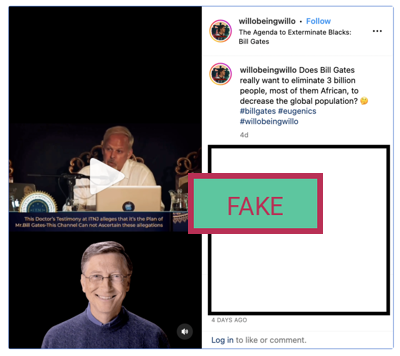 willobeingwillo • Follow
The Agenda to Exterminate Blacks:
Bill Gates
willobeingwillo Does Bill Gates
really want to eliminate 3 billion
people, most of them African, to
decrease the global population? 🙄
#billgates #eugenics
#willobeingwillo
4d
This Doctor's Testimony at ITNJ alleges that it's the Plan of
Mr.Bill Gates-This Channel Can not Ascertain these allegations
FAKE
4 DAYS AGO
Log in to like or comment.